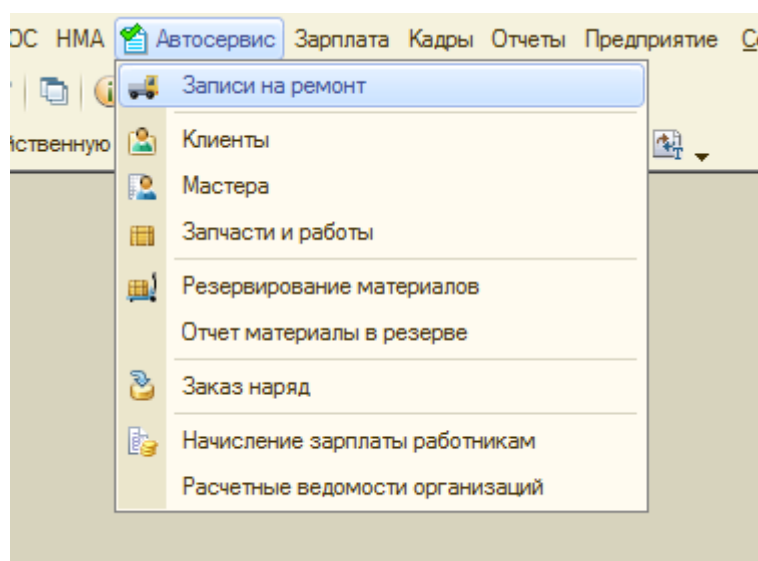 ОС НМА Автосервис Зарплата Кадры Отчеты Предприятие
Записи на ремонт
Клиенты
Мастера
Запчасти и работы
Резервирование материалов
Отчет материалы в резерве
Заказ наряд
Начисление зарплаты работникам
Расчетные ведомости организаций